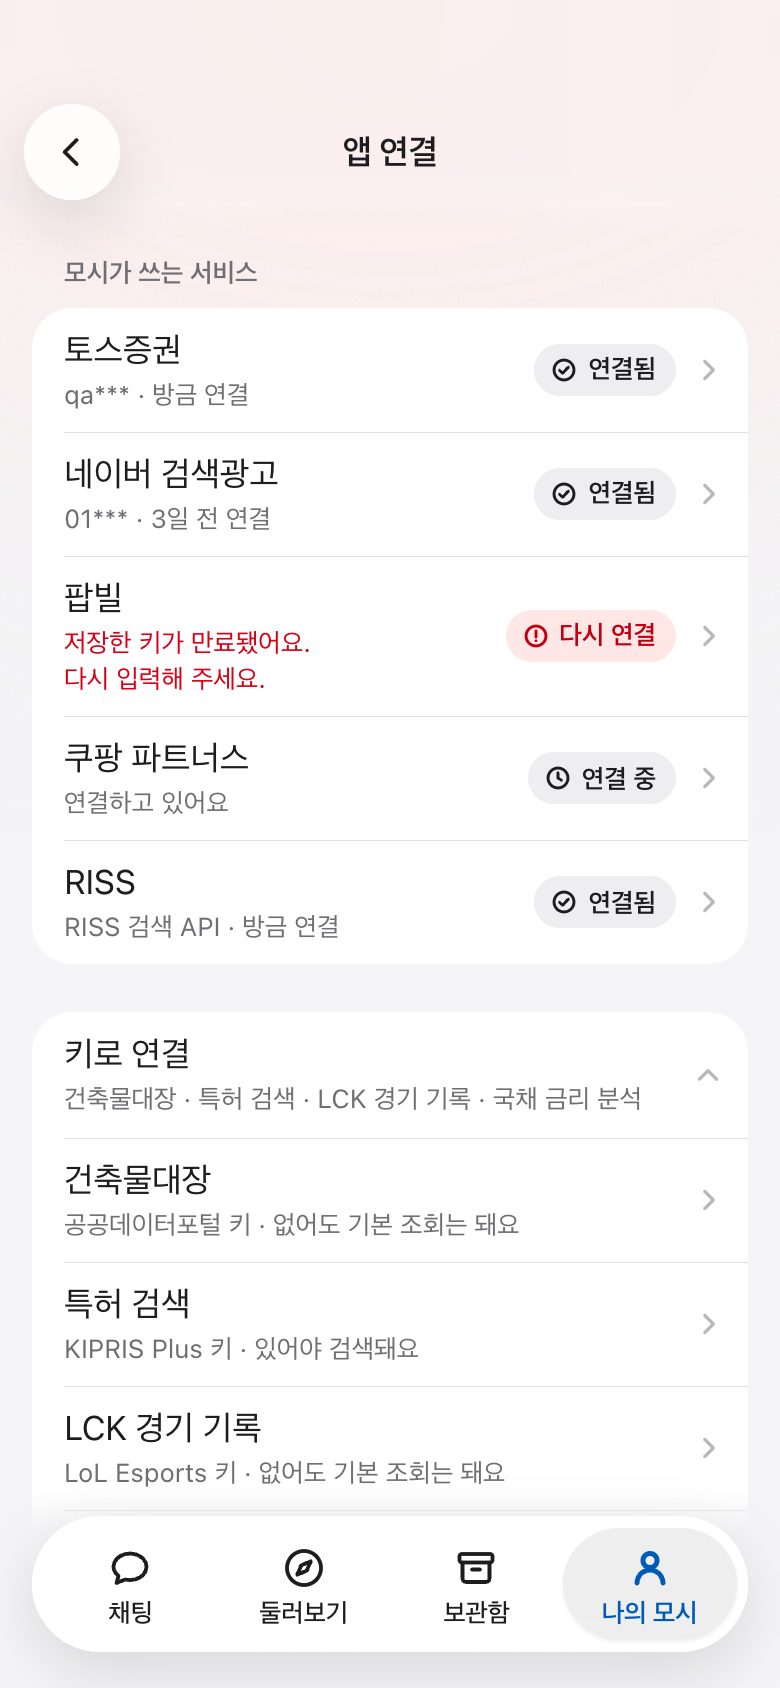 앱 연결
모시가 쓰는 서비스
토스증권
qa*** · 방금 연결
연결됨
네이버 검색광고
01*** · 3일 전 연결
연결됨
팝빌
저장한 키가 만료됐어요.
다시 입력해 주세요.
다시 연결
쿠팡 파트너스
연결하고 있어요
연결 중
RISS
RISS 검색 API · 방금 연결
연결됨
키로 연결
건축물대장 · 특허 검색 · LCK 경기 기록 · 국채 금리 분석
건축물대장
공공데이터포털 키 · 없어도 기본 조회는 돼요
특허 검색
KIPRIS Plus 키 · 있어야 검색돼요
LCK 경기 기록
LoL Esports 키 · 없어도 기본 조회는 돼요
채팅
둘러보기
보관함
나의 모시